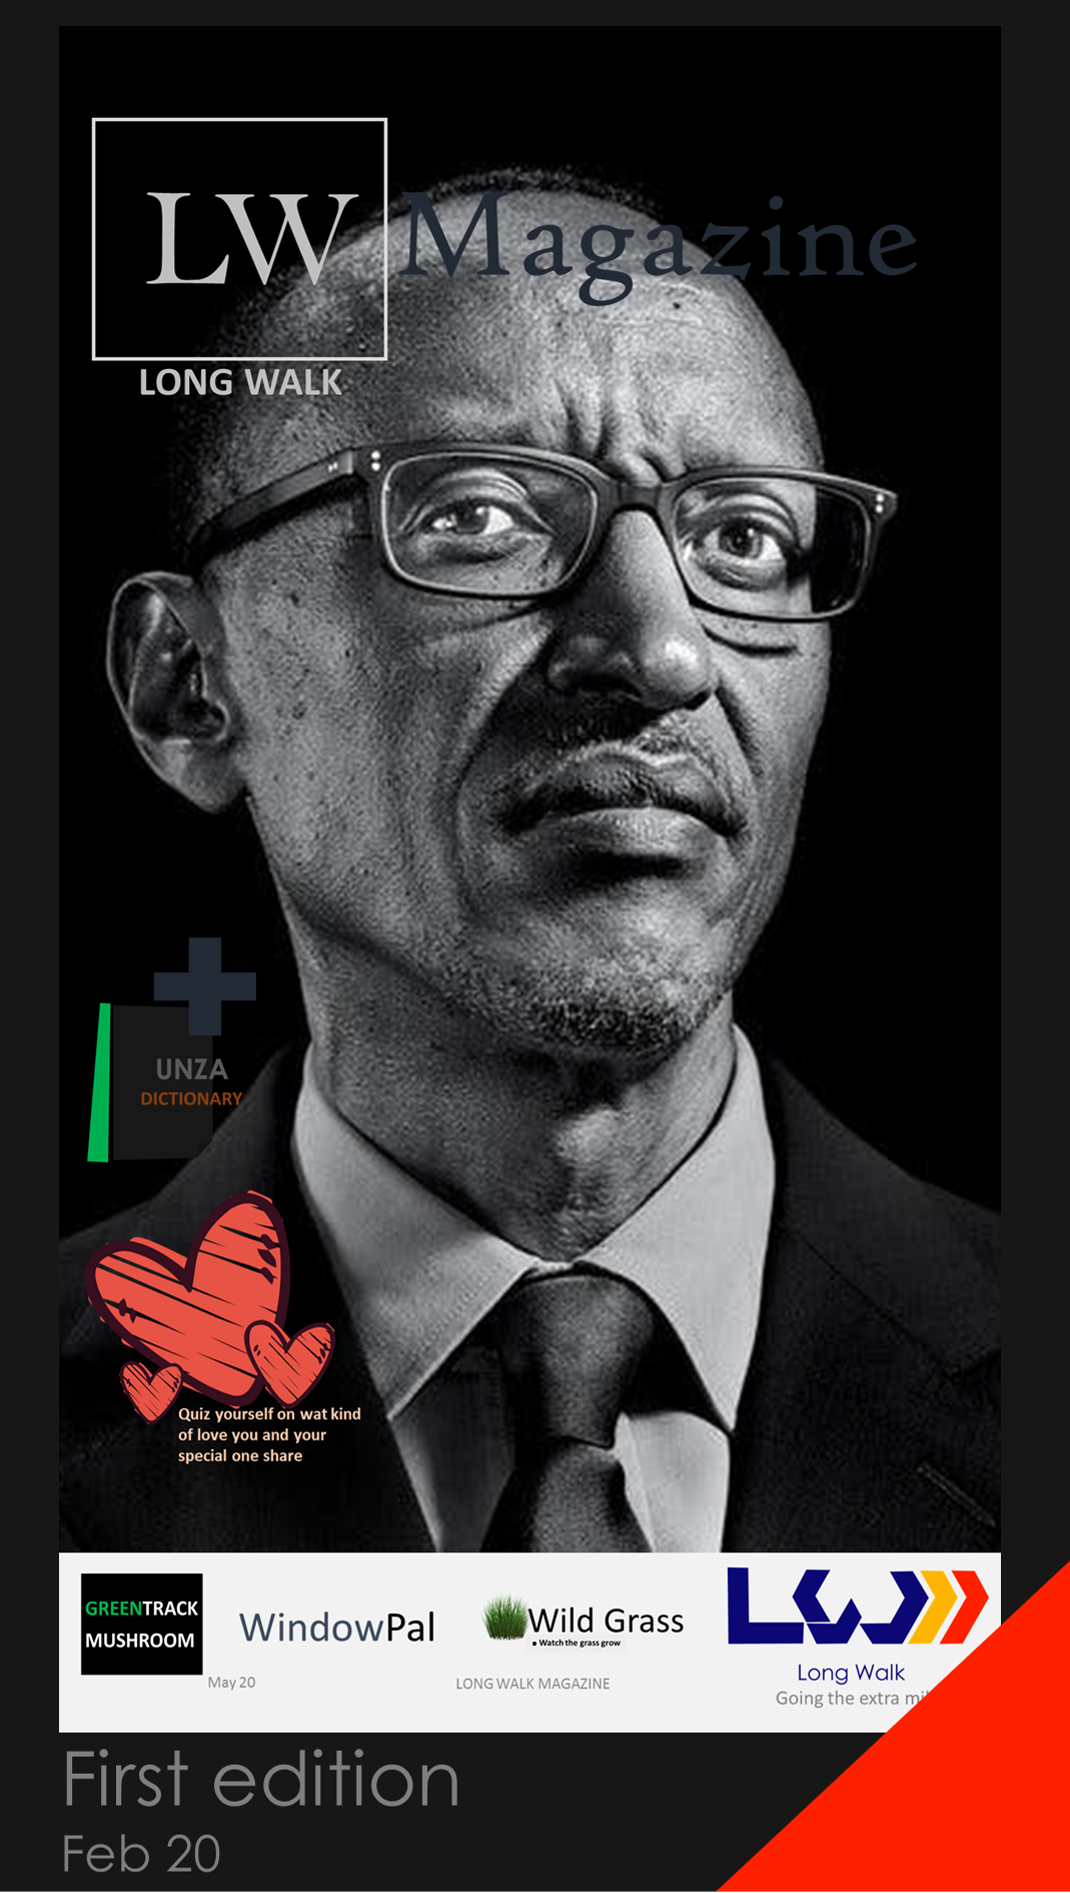 LW Magazine
LONG WALK
UNZA
DICTIONARY
Quiz yourself on wat kind
of love you and your
special one share
GREENTRACK
MUSHROOM
WindowPal
Wild Grass
• Watch the grass grow
LW
Long Walk
Going the extra mi
May 20
LONG WALK MAGAZINE
First edition
Feb 20